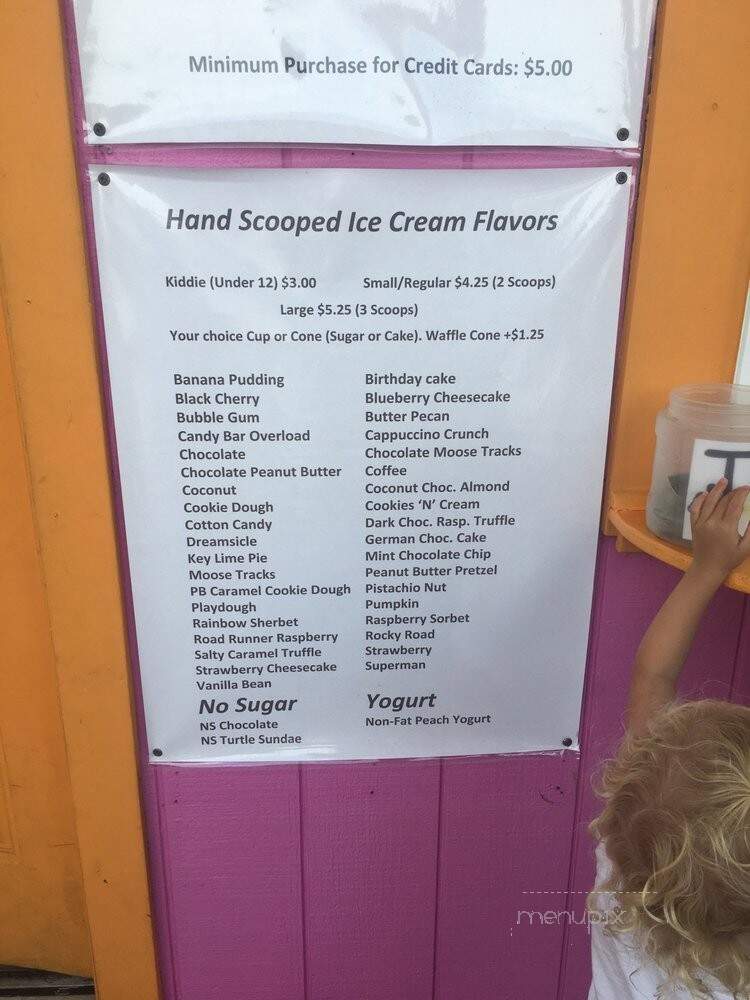 Minimum Purchase for Credit Cards: $5.00
Hand Scooped Ice Cream Flavors
Kiddie (Under 12) $3.00 Small/Regular $4.25 (2 Scoops)
Large $5.25 (3 Scoops)
Your choice Cup or Cone (Sugar or Cake). Waffle Cone +$1.25
Banana Pudding
Black Cherry
Bubble Gum
Candy Bar Overload
Chocolate
Chocolate Peanut Butter
Coconut
Cookie Dough
Cotton Candy
Dreamsicle
Key Lime Pie
Moose Tracks
PB Caramel Cookie Dough
Playdough
Rainbow Sherbet
Road Runner Raspberry
Salty Caramel Truffle
Strawberry Cheesecake
Vanilla Bean
No Sugar
NS Chocolate
NS Turtle Sundae
Birthday cake
Blueberry Cheesecake
Butter Pecan
Cappuccino Crunch
Chocolate Moose Tracks
Coffee
Coconut Choc. Almond
Cookies ‘N’ Cream
Dark Choc. Rasp. Truffle
German Choc. Cake
Mint Chocolate Chip
Peanut Butter Pretzel
Pistachio Nut
Pumpkin
Raspberry Sorbet
Rocky Road
Strawberry
Superman
Yogurt
Non-Fat Peach Yogurt
menupix